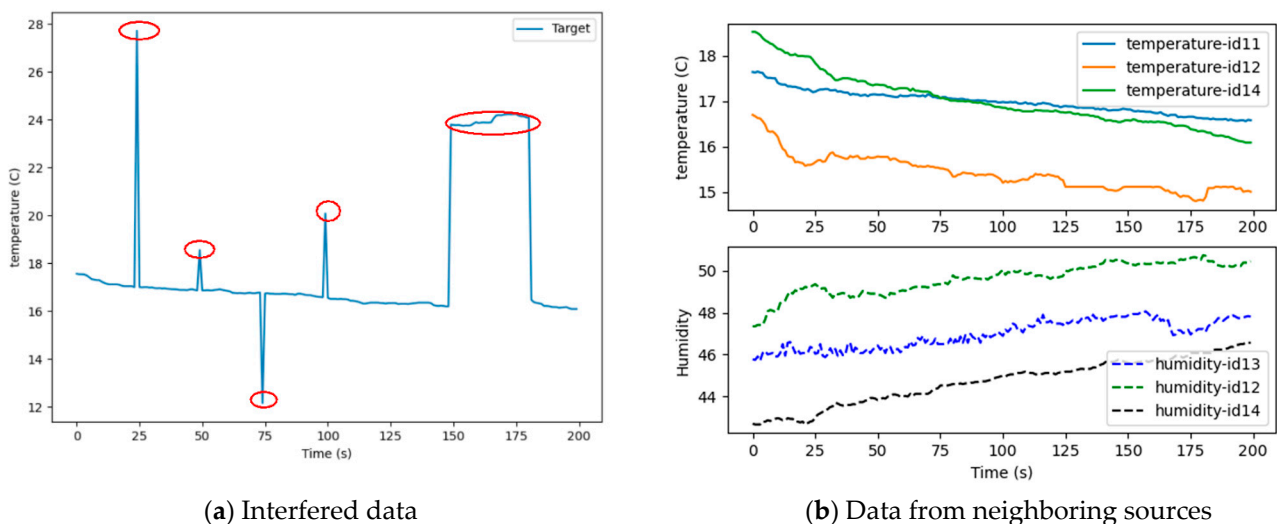 28
26
24
22
20
18
16
14
12
temperature (C)
Target
0 25 50 75 100 125 150 175 200
Time (s)
(a) Interfered data
18
17
16
15
temperature (C)
temperature-id11
temperature-id12
temperature-id14
0 25 50 75 100 125 150 175 200
50
48
46
44
Humidity
humidity-id13
humidity-id12
humidity-id14
0 25 50 75 100 125 150 175 200
Time (s)
(b) Data from neighboring sources